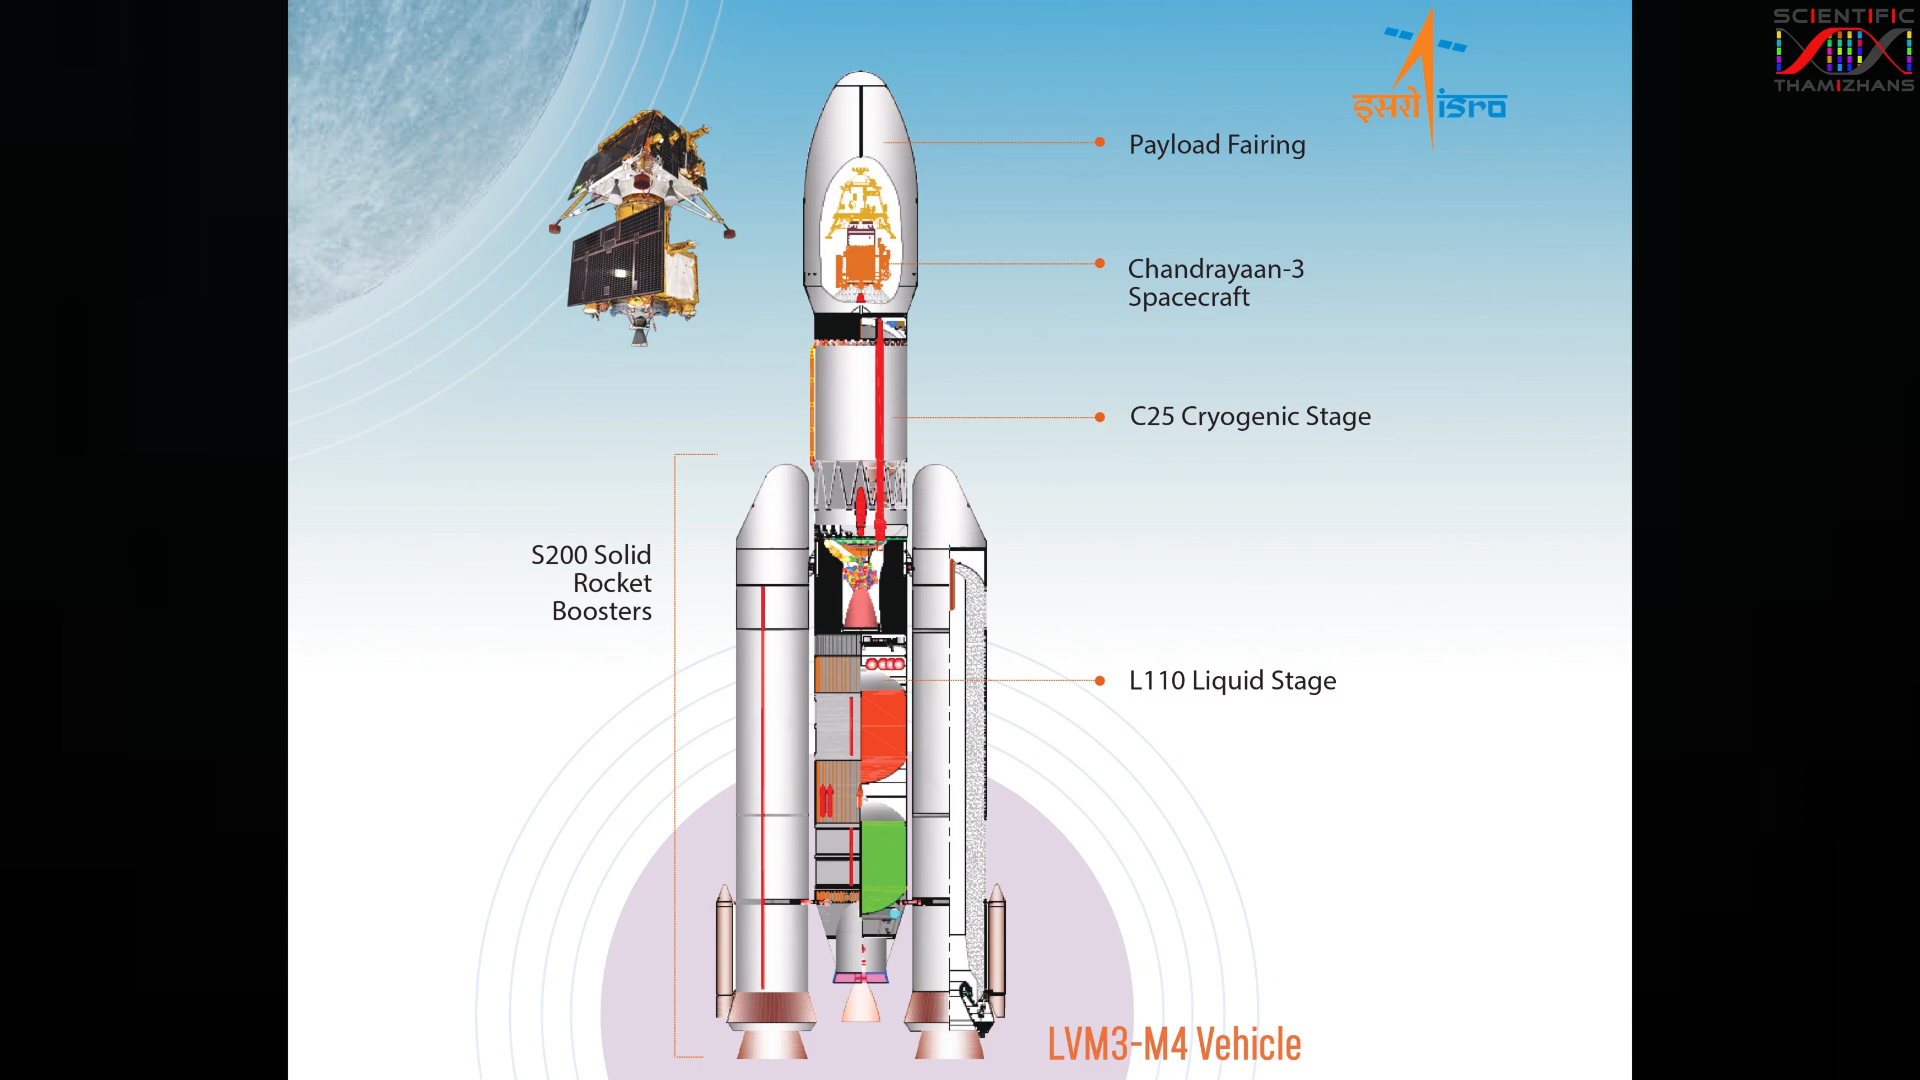 SCIENTIFIC
THAMIZHANS
इसरो isro
Payload Fairing
Chandrayaan-3
Spacecraft
C25 Cryogenic Stage
S200 Solid
Rocket
Boosters
L110 Liquid Stage
LVM3-M4 Vehicle